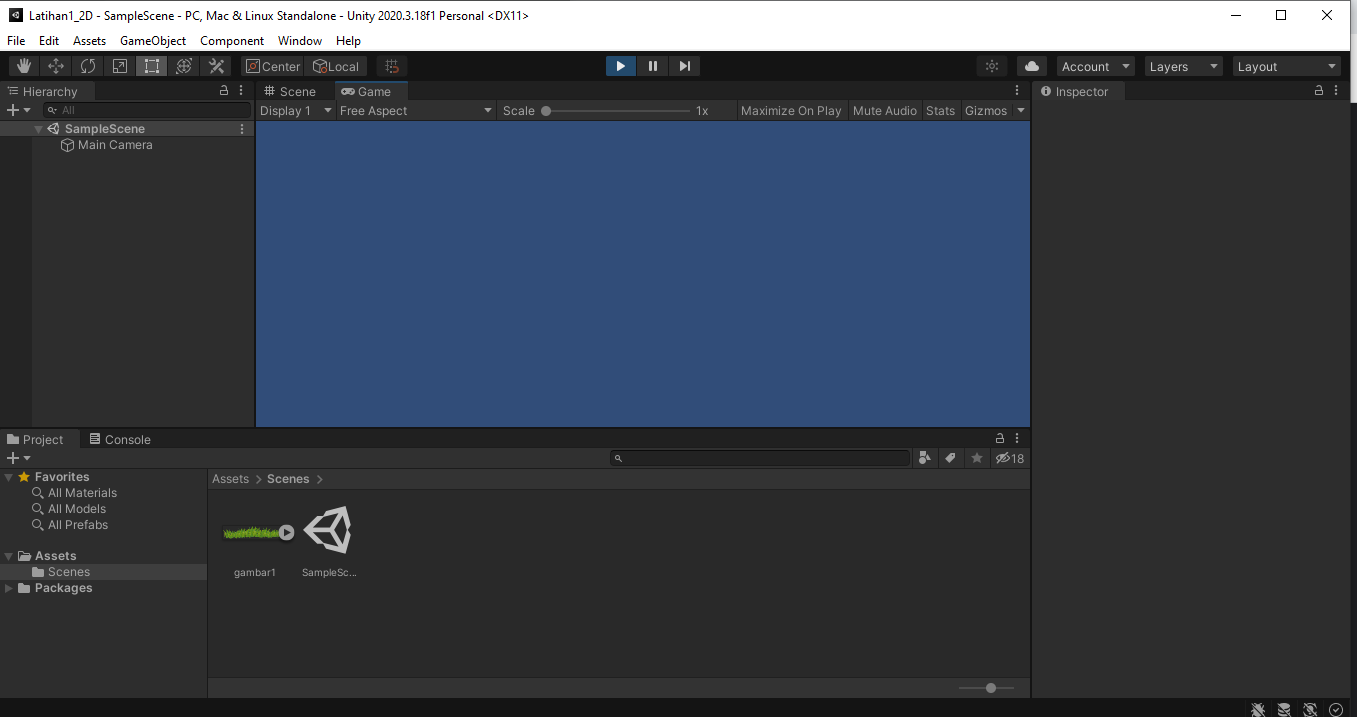 Latihan1_2D - SampleScene - PC, Mac & Linux Standalone - Unity 2020.3.18f1 Personal <DX11>
File Edit Assets GameObject Component Window Help
Center Local Account Layers Layout
Hierarchy Scene Game Inspector
All Display 1 Free Aspect Scale 1x Maximize On Play Mute Audio Stats Gizmos
SampleScene
Main Camera
Project Console
18
Favorites Assets Scenes
All Materials
All Models
All Prefabs
Assets
Scenes gambar1 SampleSc...
Packages